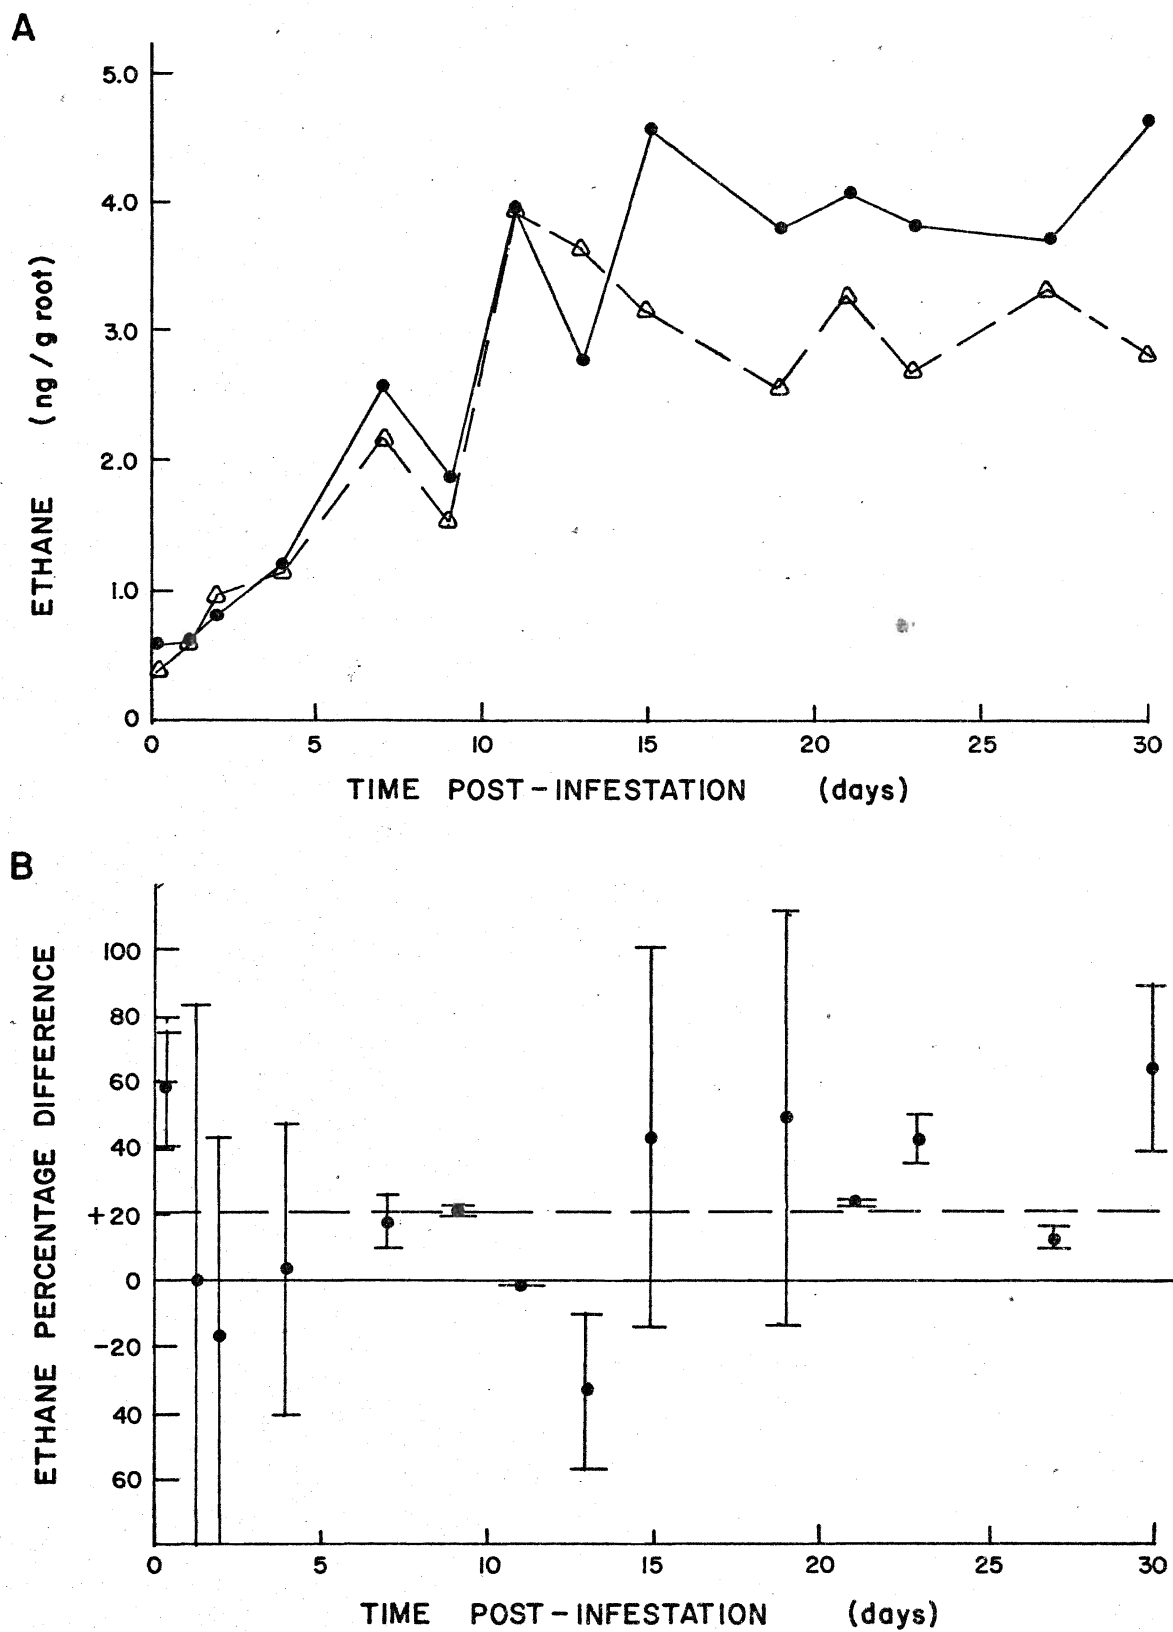 A
5.0
4.0
3.0
2.0
1.0
0
ETHANE (ng/g root)
0 5 10 15 20 25 30
TIME POST-INFESTATION (days)
B
100
80
60
40
+20
0
-20
40
60
ETHANE PERCENTAGE DIFFERENCE
0 5 10 15 20 25 30
TIME POST-INFESTATION (days)